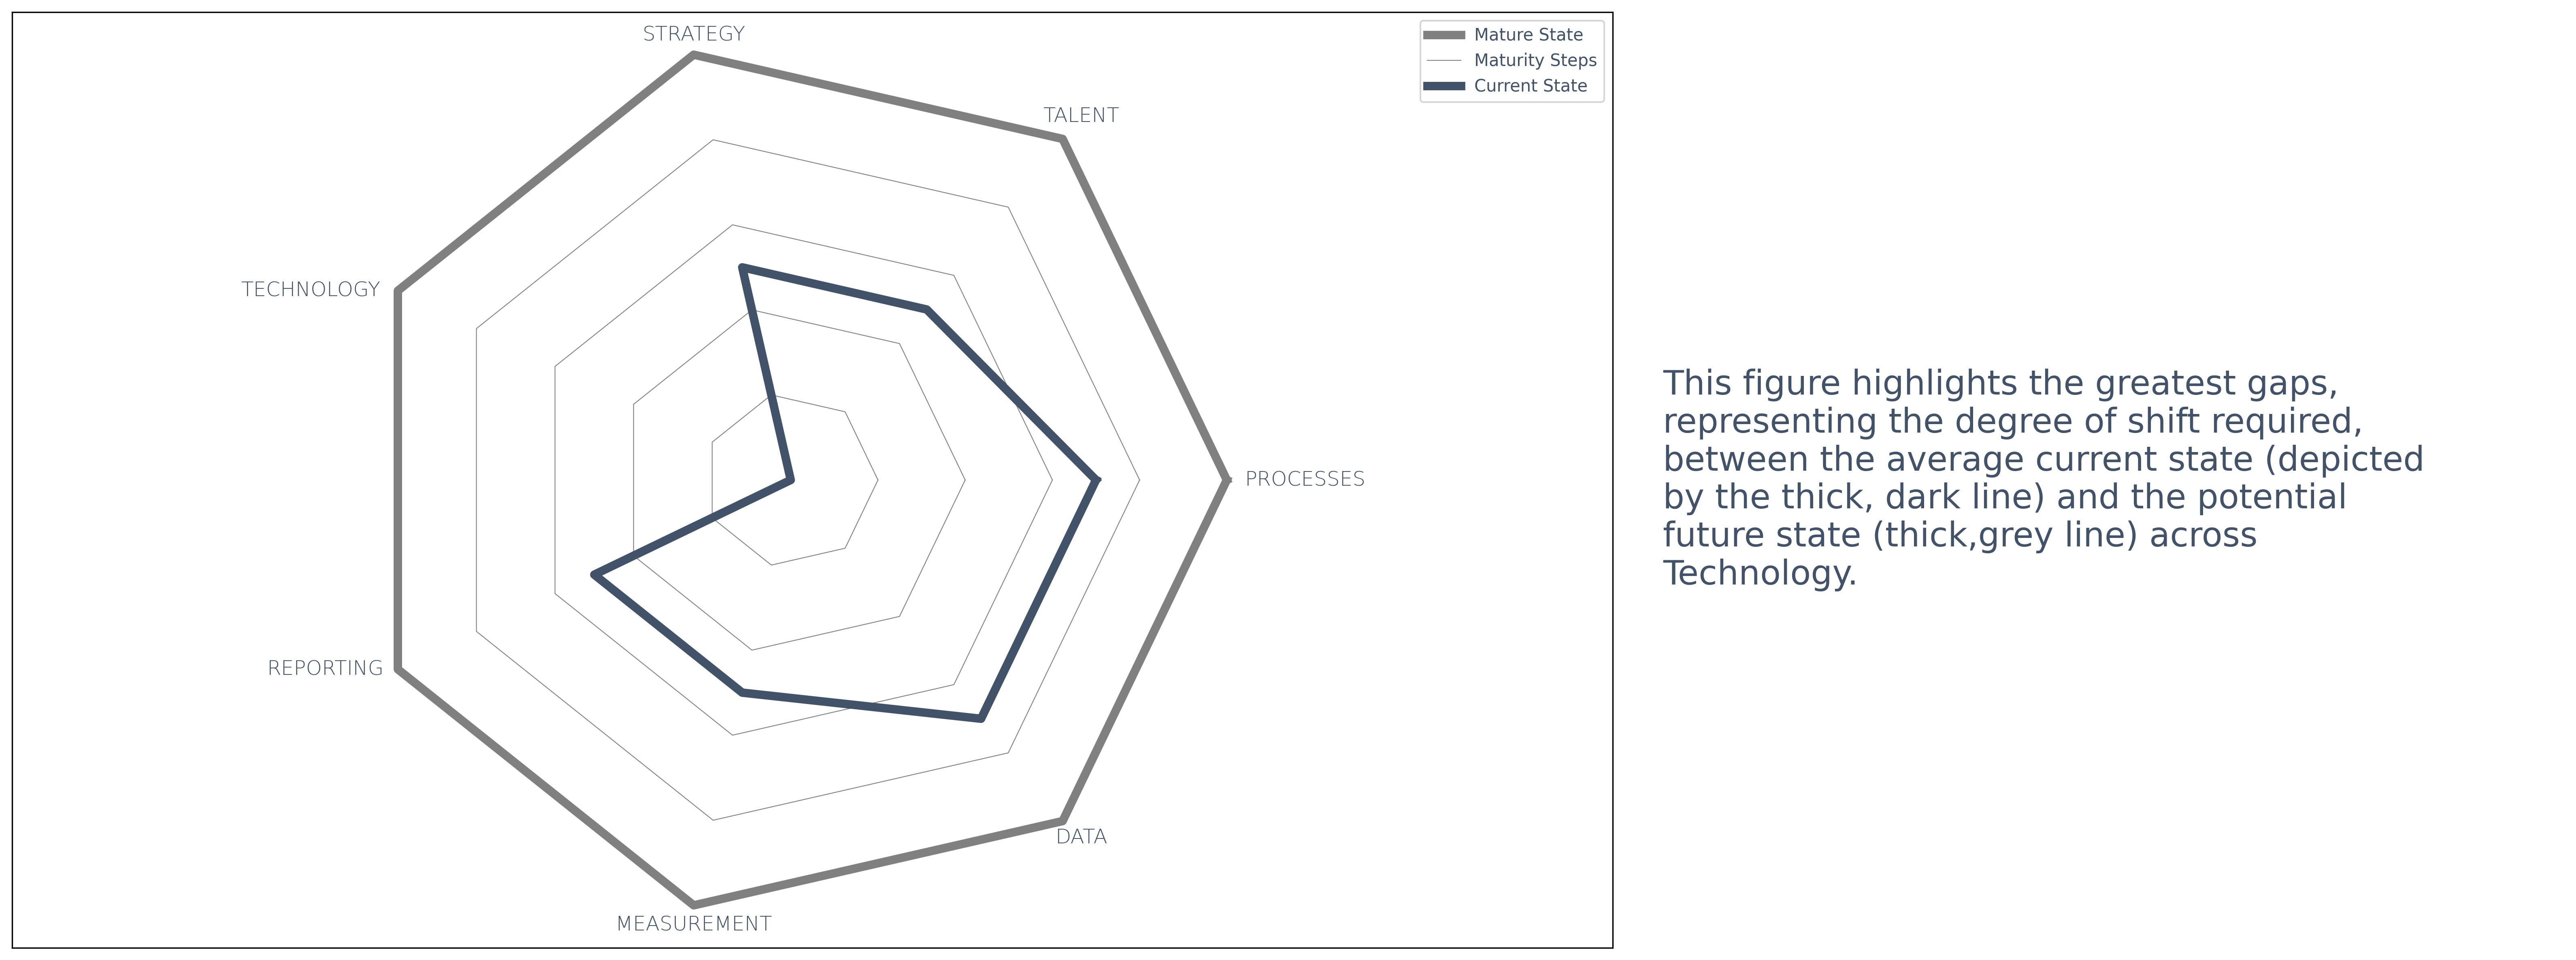 STRATEGY
TALENT
TECHNOLOGY
PROCESSES
REPORTING
DATA
MEASUREMENT
Mature State
Maturity Steps
Current State
This figure highlights the greatest gaps,
representing the degree of shift required,
between the average current state (depicted
by the thick, dark line) and the potential
future state (thick,grey line) across
Technology.